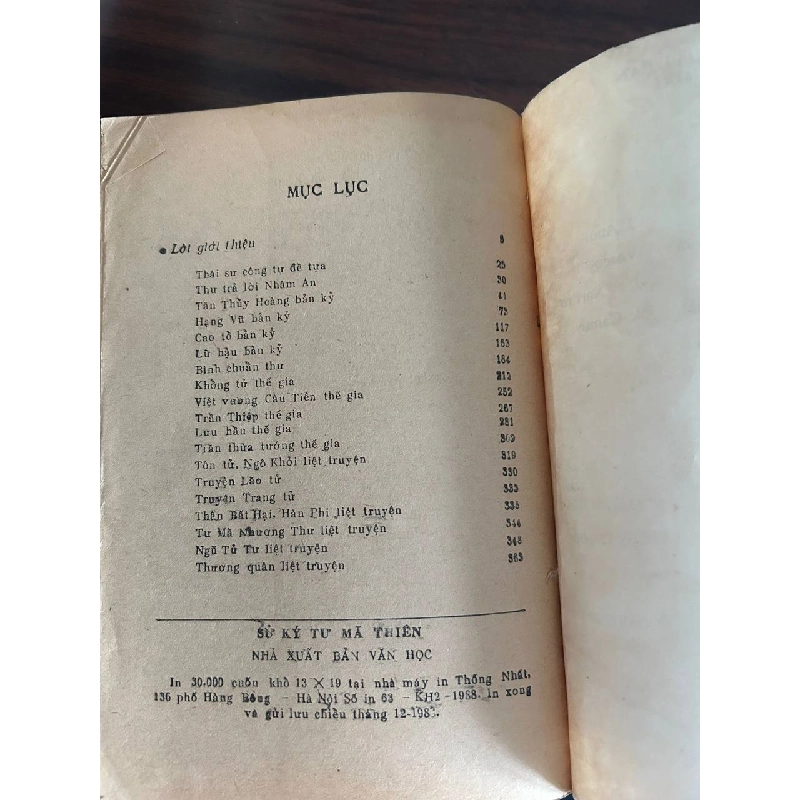 MỤC LỤC
● Lời giới thiệu 9
Thái sử công tự đề tựa 25
Thư trả lời Nhâm An 30
Tần Thủy Hoàng bản kỷ 41
Hạng Vũ bản kỷ 73
Cao tổ bản kỷ 117
Lữ hậu bản kỷ 163
Bình chuẩn thư 184
Khổng tử thế gia 212
Việt vương Câu Tiễn thế gia 252
Trần Thiệp thế gia 267
Lưu hầu thế gia 281
Trần thừa tướng thế gia 302
Tôn tử, Ngô Khởi liệt truyện 319
Truyện Lão tử 330
Truyện Trang tử 333
Thân Bất Hại, Hàn Phi liệt truyện 335
Tư Mã Nhương Thư liệt truyện 344
Ngũ Tử Tư liệt truyện 348
Thương quân liệt truyện 363
SỬ KÝ TƯ MÃ THIÊN
NHÀ XUẤT BẢN VĂN HỌC
In 30.000 cuốn khổ 13 X 19 tại nhà máy in Thống Nhất,
136 phố Hàng Bông — Hà Nội Số in 63 — KH2 - 1988. In xong
và gửi lưu chiều tháng 12-1988.